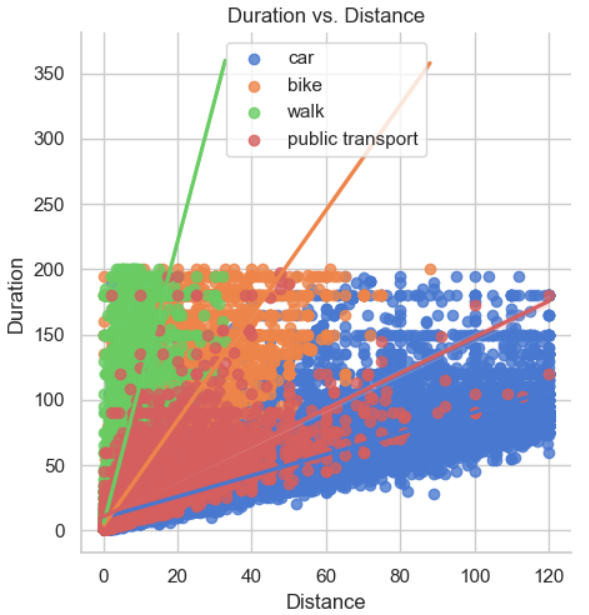 Duration vs. Distance
car
bike
walk
public transport
350
300
250
200
150
100
50
0
Duration
0
20
40
60
80
100
120
Distance